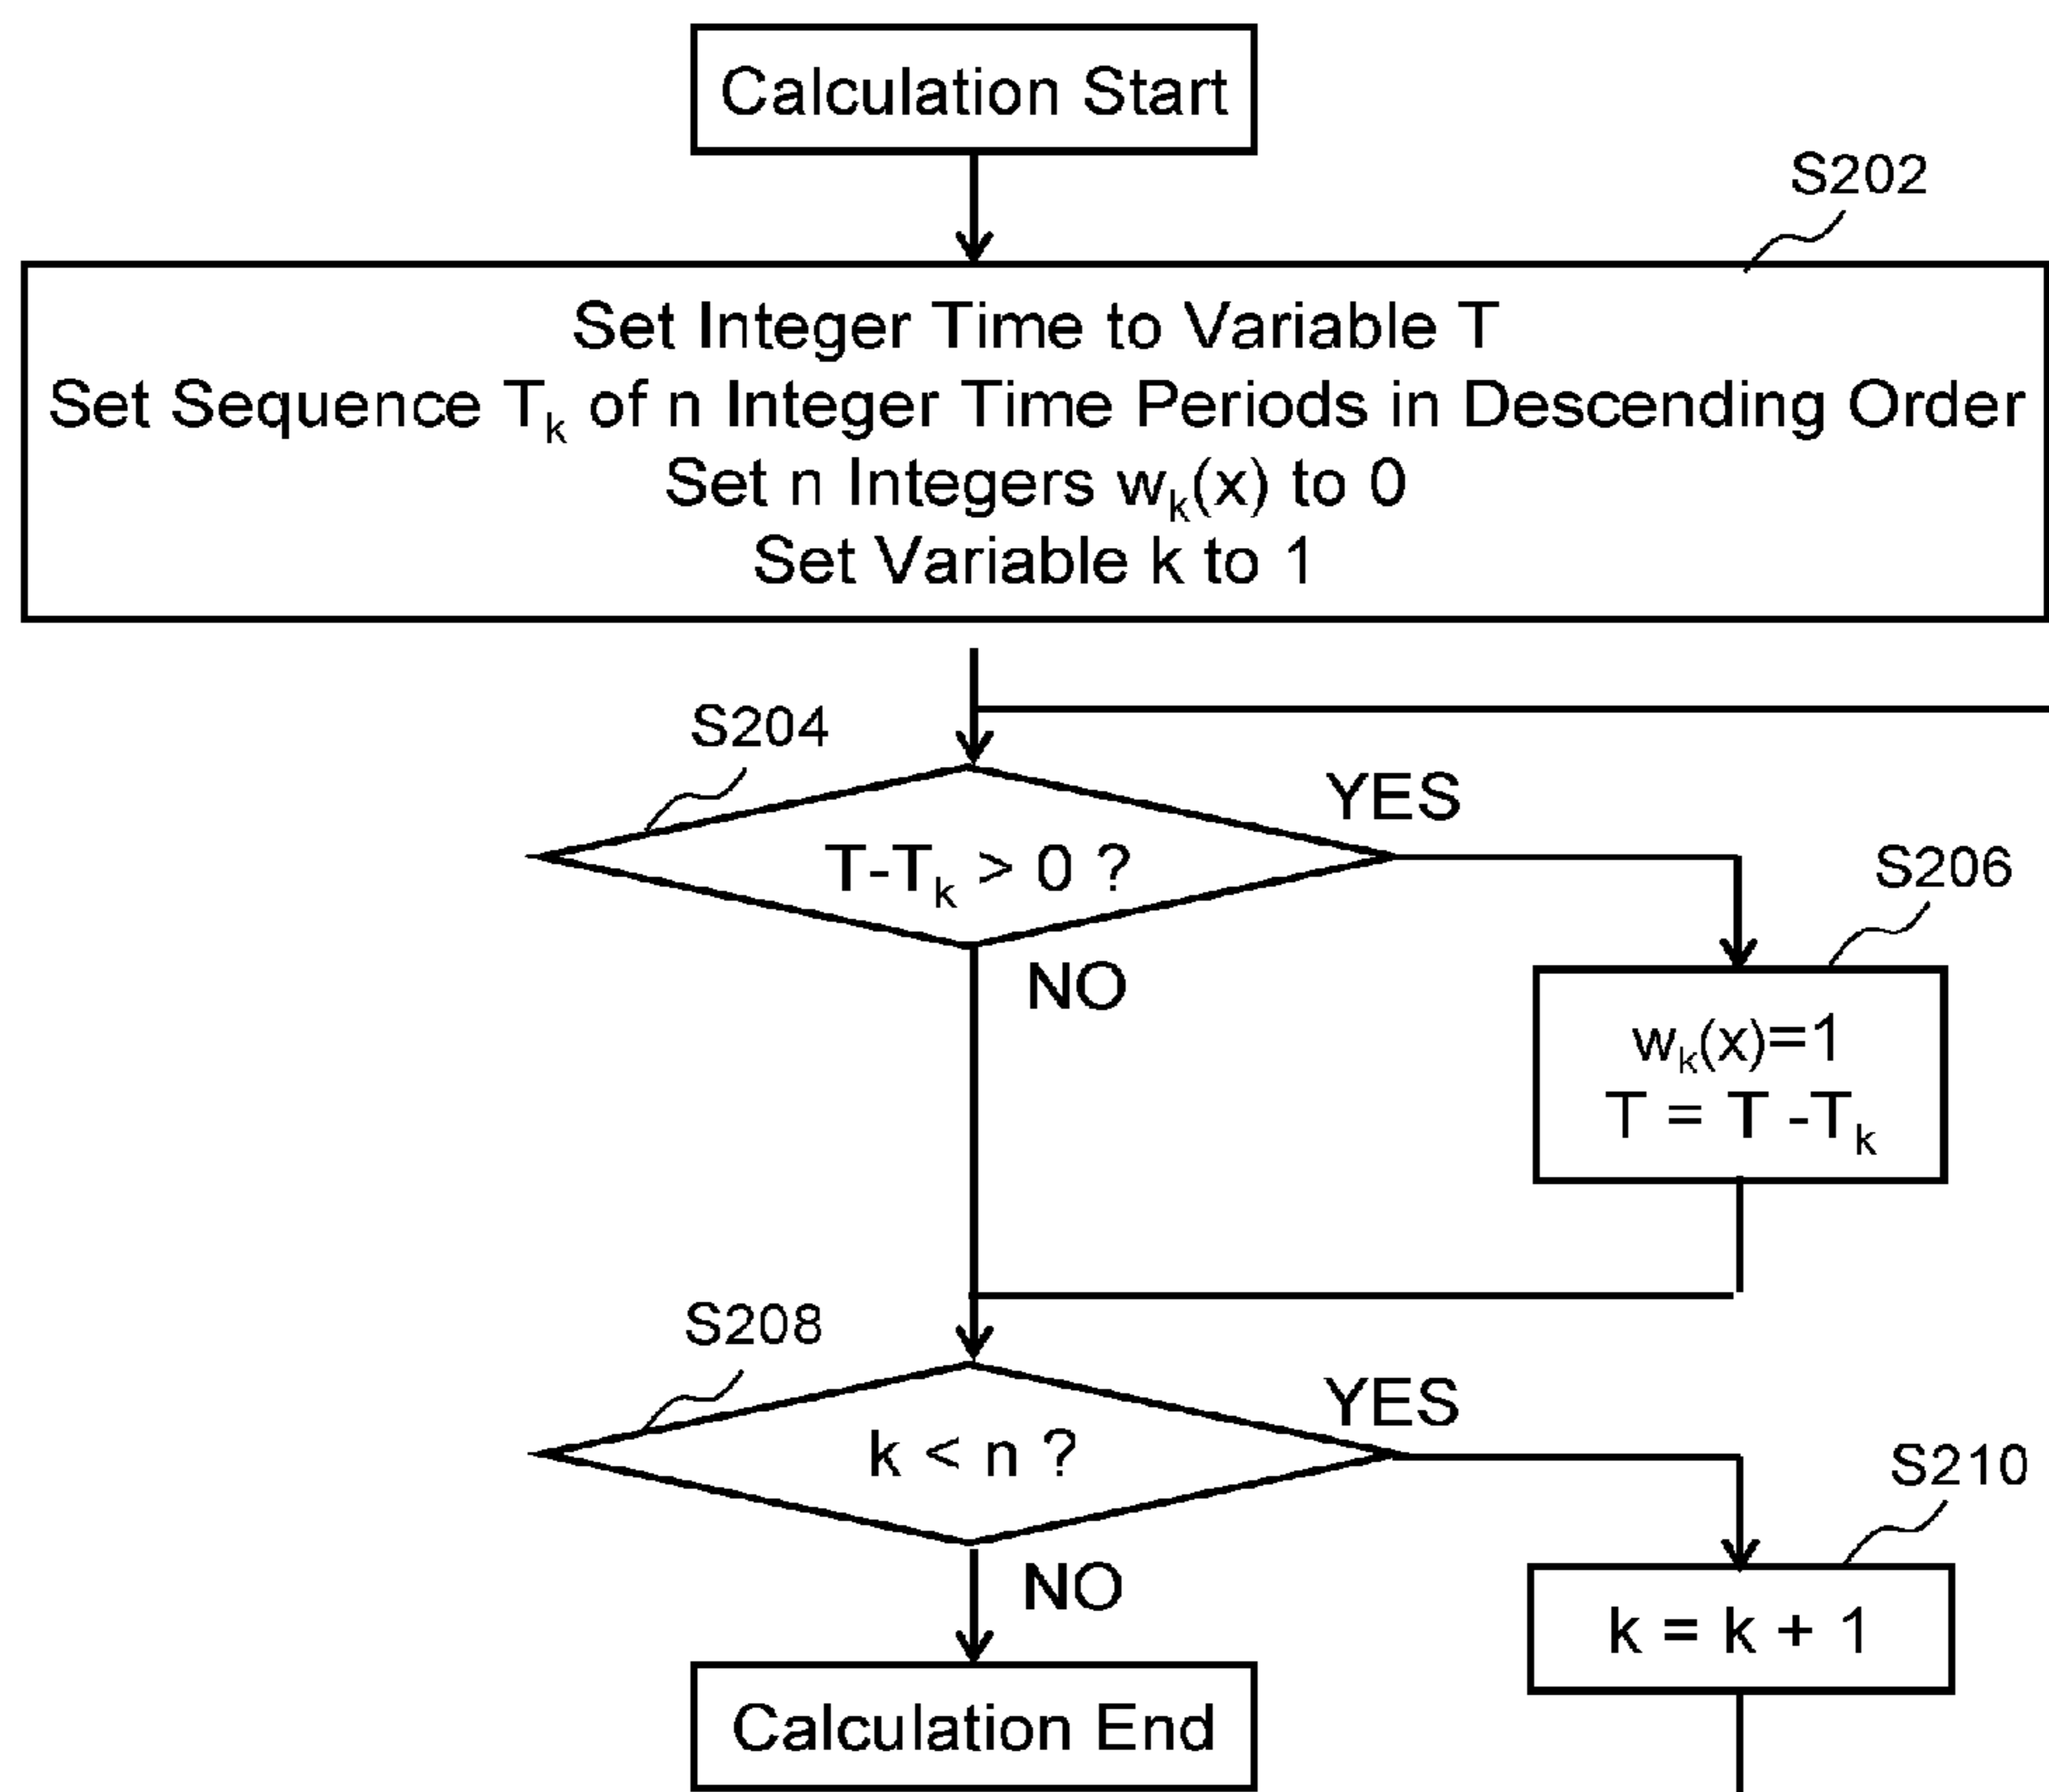 Calculation Start
S202
Set Integer Time to Variable T
Set Sequence Tk of n Integer Time Periods in Descending Order
Set n Integers wk(x) to 0
Set Variable k to 1
S204
YES
T-Tk > 0 ?
S206
NO
wk(x)=1
T = T -Tk
S208
YES
k < n ?
S210
NO
k = k + 1
Calculation End